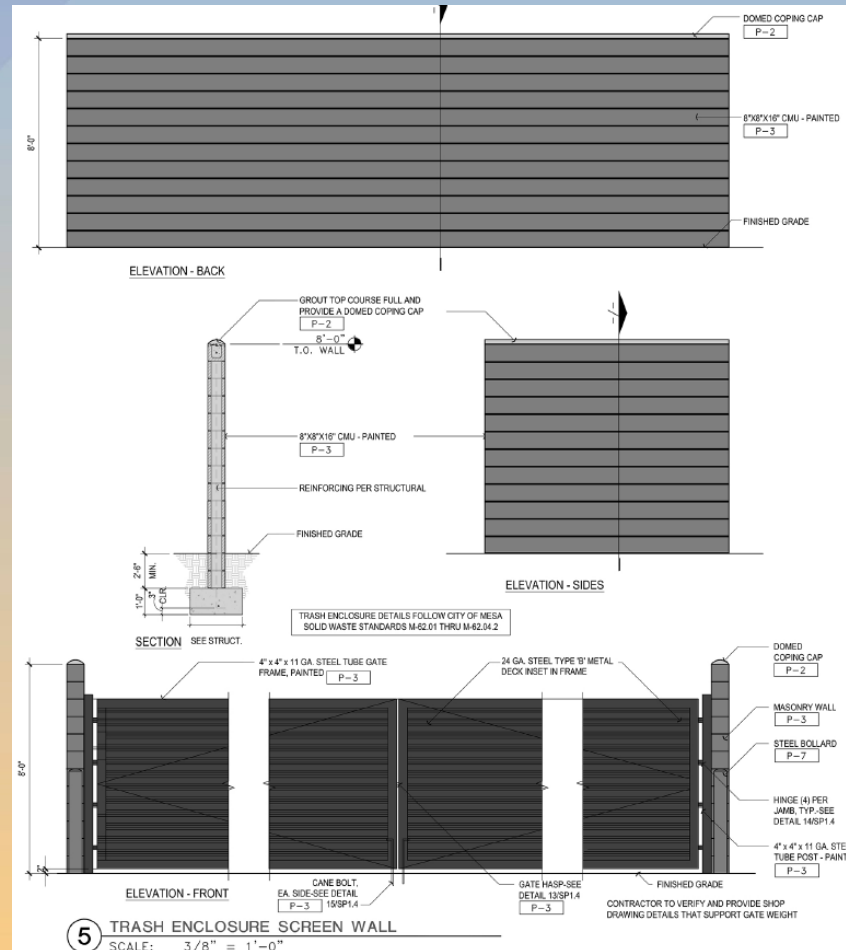 DOMED COPING CAP
P-2
8"X8"X16" CMU - PAINTED
P-3
8'-0"
FINISHED GRADE
ELEVATION - BACK
GROUT TOP COURSE FULL AND
PROVIDE A DOMED COPING CAP
P-2
8'-0"
T.O. WALL
8"X8"X16" CMU - PAINTED
P-3
REINFORCING PER STRUCTURAL
FINISHED GRADE
2'-6"
MIN.
1'-0"
3"
CLR.
SECTION SEE STRUCT.
ELEVATION - SIDES
TRASH ENCLOSURE DETAILS FOLLOW CITY OF MESA
SOLID WASTE STANDARDS M-62.01 THRU M-62.04.2
4" x 4" x 11 GA. STEEL TUBE GATE
FRAME, PAINTED P-3
24 GA. STEEL TYPE 'B' METAL
DECK INSET IN FRAME
DOMED
COPING CAP
P-2
MASONRY WALL
P-3
STEEL BOLLARD
P-7
HINGE (4) PER
JAMB, TYP.-SEE
DETAIL 14/SP1.4
4" x 4" x 11 GA. STE
TUBE POST - PAINT
P-3
8'-0"
2"
ELEVATION - FRONT
CANE BOLT,
EA. SIDE-SEE DETAIL
P-3 15/SP1.4
GATE HASP-SEE
DETAIL 13/SP1.4
P-3
FINISHED GRADE
CONTRACTOR TO VERIFY AND PROVIDE SHOP
DRAWING DETAILS THAT SUPPORT GATE WEIGHT
5 TRASH ENCLOSURE SCREEN WALL
SCALE: 3/8" = 1'-0"